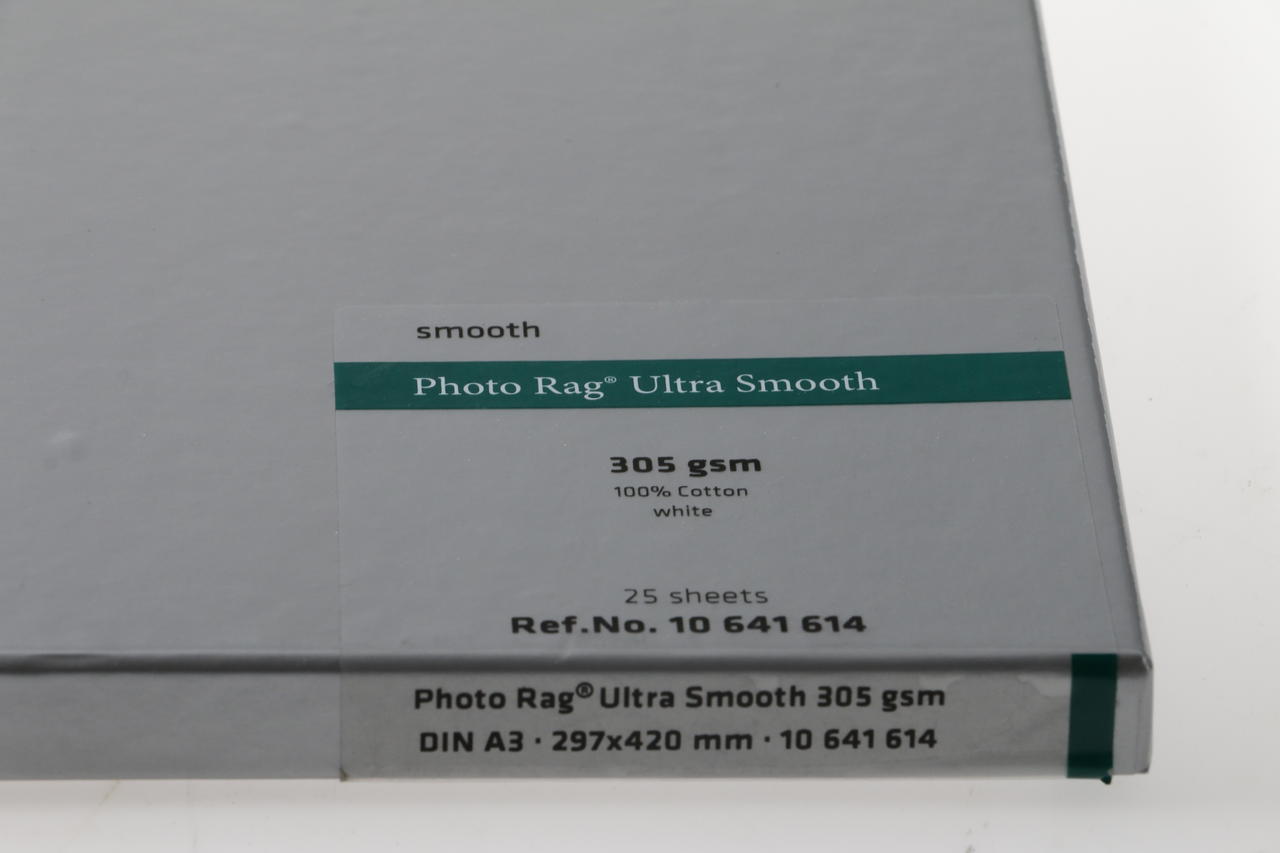 smooth
Photo Rag® Ultra Smooth
305 gsm
100% Cotton
white
25 sheets
Ref.No. 10 641 614
Photo Rag® Ultra Smooth 305 gsm
DIN A3 · 297x420 mm · 10 641 614